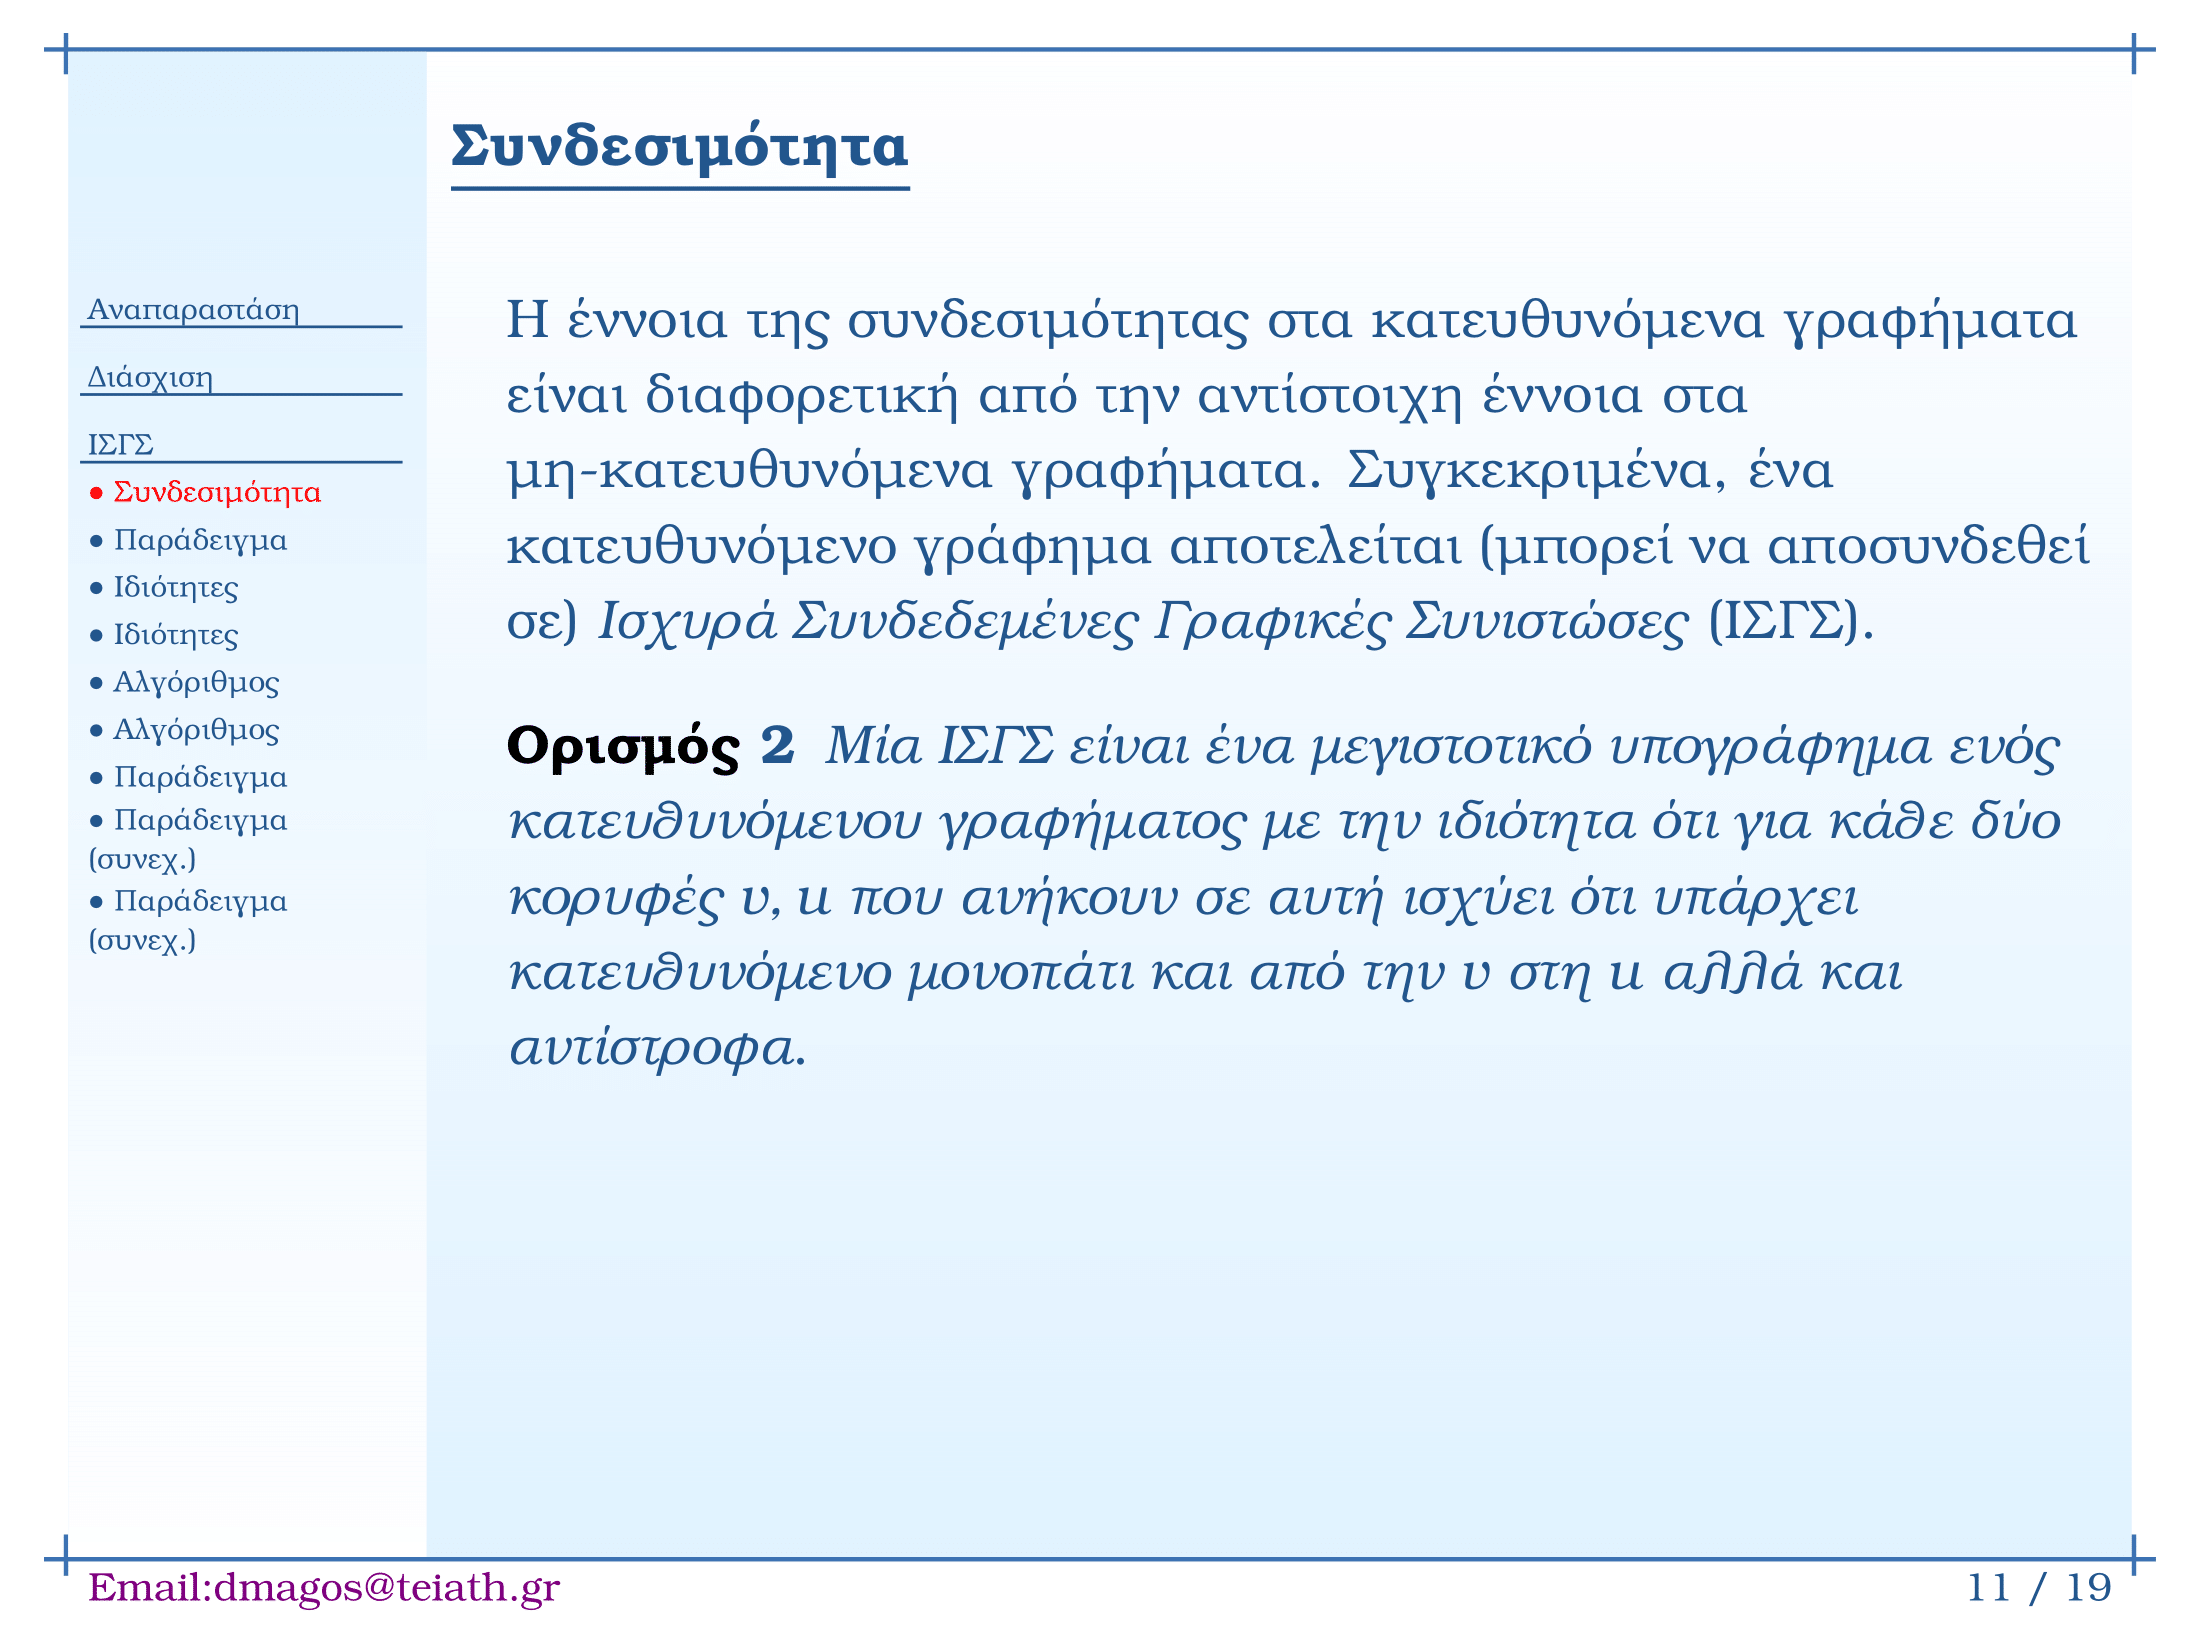 Συνδεσιμότητα
Αναπαραστάση
Διάσχιση
ΙΣΓΣ
• Συνδεσιμότητα
• Παράδειγμα
• Ιδιότητες
• Ιδιότητες
• Αλγόριθμος
• Αλγόριθμος
• Παράδειγμα
• Παράδειγμα
(συνεχ.)
• Παράδειγμα
(συνεχ.)
Η έννοια της συνδεσιμότητας στα κατευθυνόμενα γραφήματα
είναι διαφορετική από την αντίστοιχη έννοια στα
μη-κατευθυνόμενα γραφήματα. Συγκεκριμένα, ένα
κατευθυνόμενο γράφημα αποτελείται (μπορεί να αποσυνδεθεί
σε) Ισχυρά Συνδεδεμένες Γραφικές Συνιστώσες (ΙΣΓΣ).
Ορισμός 2 Μία ΙΣΓΣ είναι ένα μεγιστοτικό υπογράφημα ενός
κατευθυνόμενου γραφήματος με την ιδιότητα ότι για κάθε δύο
κορυφές υ, u που ανήκουν σε αυτή ισχύει ότι υπάρχει
κατευθυνόμενο μονοπάτι και από την υ στη u αλλά και
αντίστροφα.
Email:dmagos@teiath.gr
11 / 19